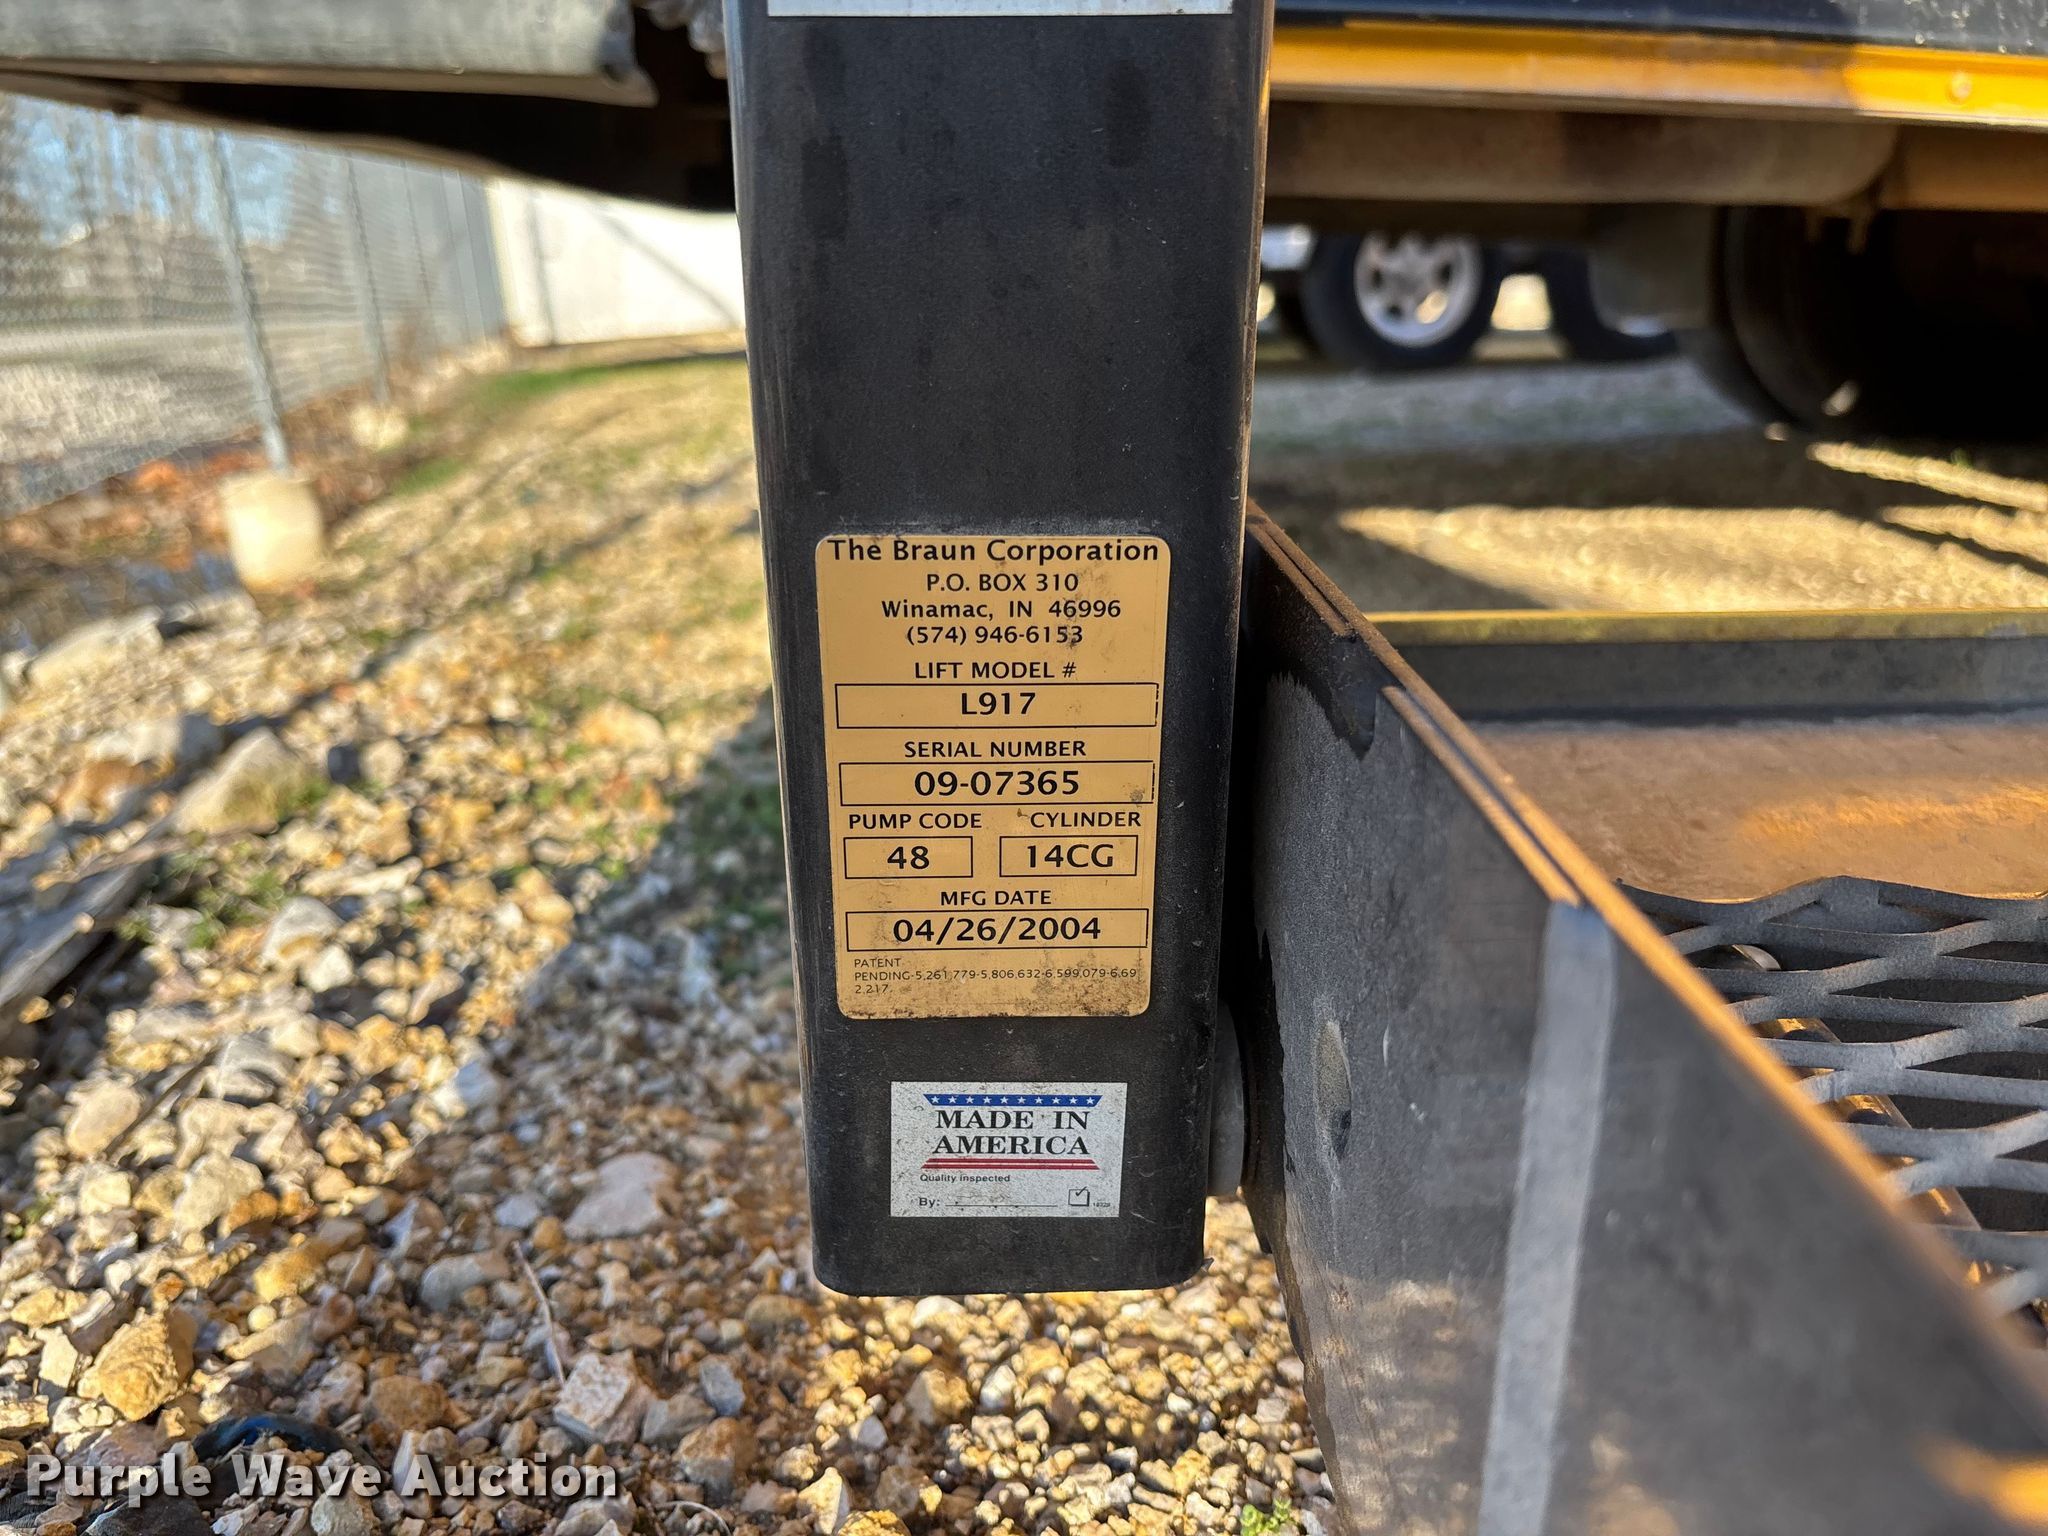 The Braun Corporation
P.O. BOX 310
Winamac, IN 46996
(574) 946-6153
LIFT MODEL #
L917
SERIAL NUMBER
09-07365
PUMP CODE CYLINDER
48 14CG
MFG DATE
04/26/2004
PATENT
PENDING-5,261,779-5,806,632-6,599,079-6,69
2,217,
MADE IN
AMERICA
Quality inspected
By:
Purple Wave Auction